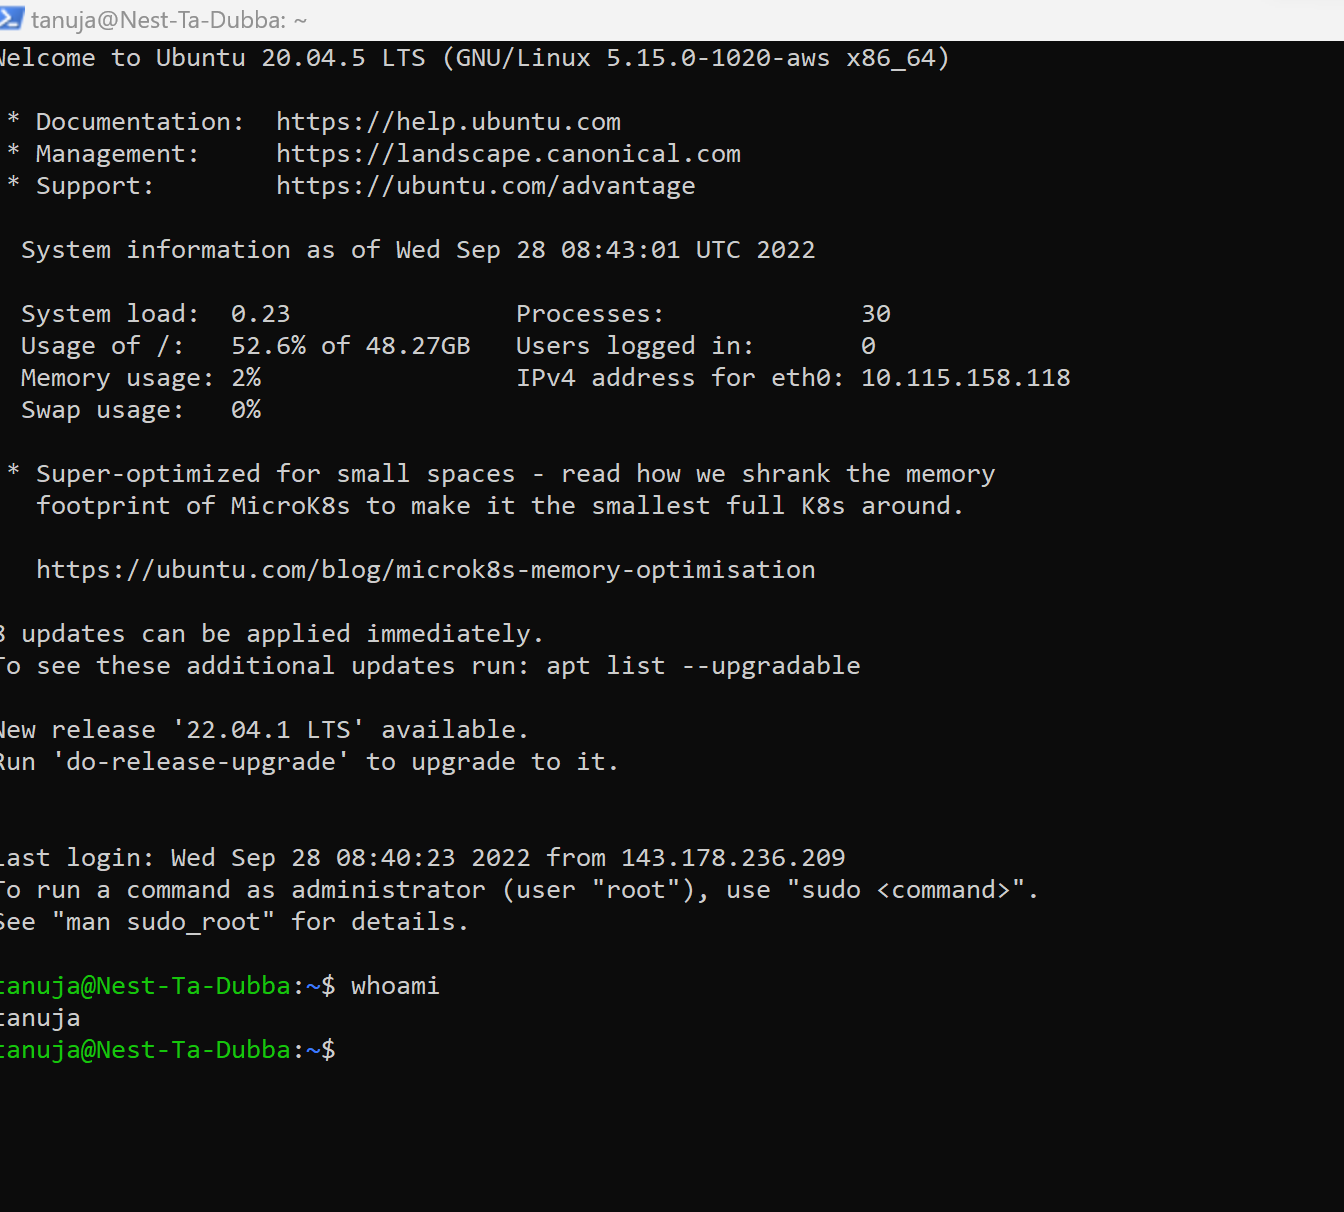 tanuja@Nest-Ta-Dubba: ~
Welcome to Ubuntu 20.04.5 LTS (GNU/Linux 5.15.0-1020-aws x86_64)
* Documentation:  https://help.ubuntu.com
* Management:     https://landscape.canonical.com
* Support:        https://ubuntu.com/advantage
System information as of Wed Sep 28 08:43:01 UTC 2022
System load:  0.23               Processes:             30
Usage of /:   52.6% of 48.27GB   Users logged in:       0
Memory usage: 2%                 IPv4 address for eth0: 10.115.158.118
Swap usage:   0%
* Super-optimized for small spaces - read how we shrank the memory
footprint of MicroK8s to make it the smallest full K8s around.
https://ubuntu.com/blog/microk8s-memory-optimisation
updates can be applied immediately.
To see these additional updates run: apt list --upgradable
New release '22.04.1 LTS' available.
Run 'do-release-upgrade' to upgrade to it.
Last login: Wed Sep 28 08:40:23 2022 from 143.178.236.209
To run a command as administrator (user "root"), use "sudo <command>".
See "man sudo_root" for details.
tanuja@Nest-Ta-Dubba:~$ whoami
tanuja
tanuja@Nest-Ta-Dubba:~$